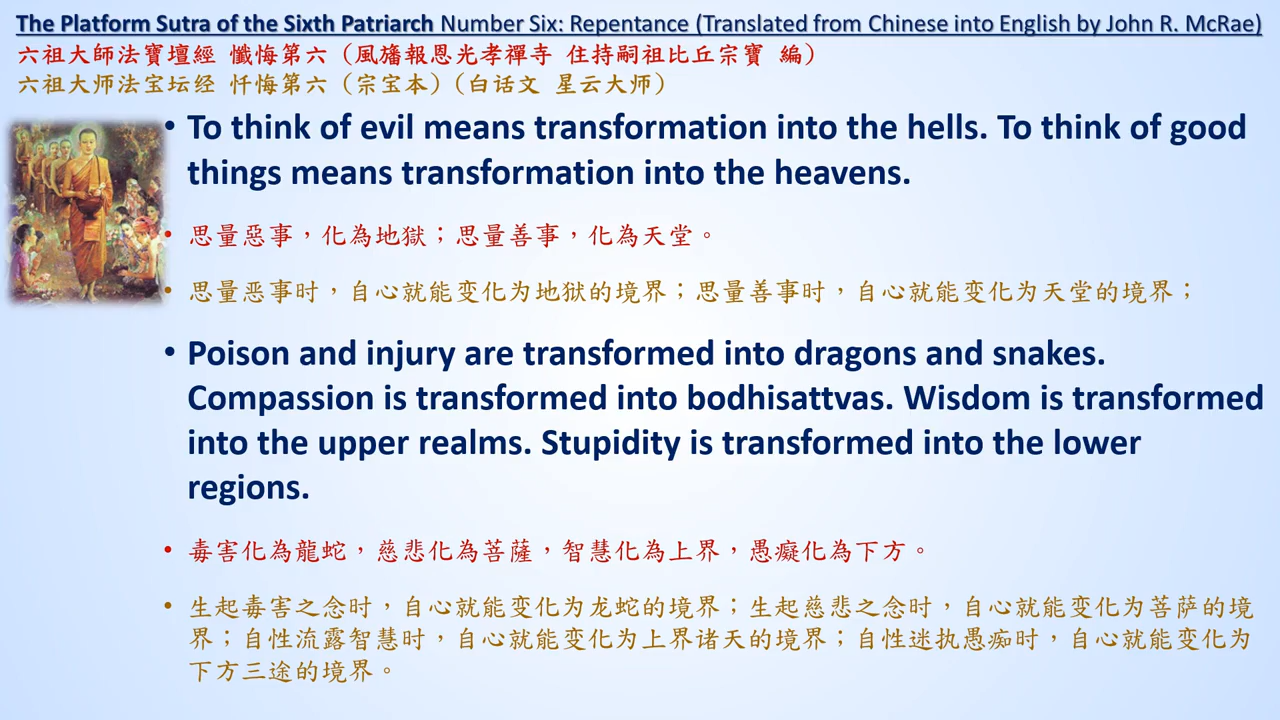 The Platform Sutra of the Sixth Patriarch Number Six: Repentance (Translated from Chinese into English by John R. McRae)
六祖大師法寶壇經 懺悔第六（風旛報恩光孝禪寺 住持嗣祖比丘宗寶 編）
六祖大师法宝坛经 忏悔第六（宗宝本）（白话文 星云大师）
• To think of evil means transformation into the hells. To think of good
things means transformation into the heavens.
• 思量惡事，化為地獄；思量善事，化為天堂。
• 思量恶事时，自心就能变化为地狱的境界；思量善事时，自心就能变化为天堂的境界；
• Poison and injury are transformed into dragons and snakes.
Compassion is transformed into bodhisattvas. Wisdom is transformed
into the upper realms. Stupidity is transformed into the lower
regions.
• 毒害化為龍蛇，慈悲化為菩薩，智慧化為上界，愚癡化為下方。
• 生起毒害之念时，自心就能变化为龙蛇的境界；生起慈悲之念时，自心就能变化为菩萨的境
界；自性流露智慧时，自心就能变化为上界诸天的境界；自性迷执愚痴时，自心就能变化为
下方三途的境界。